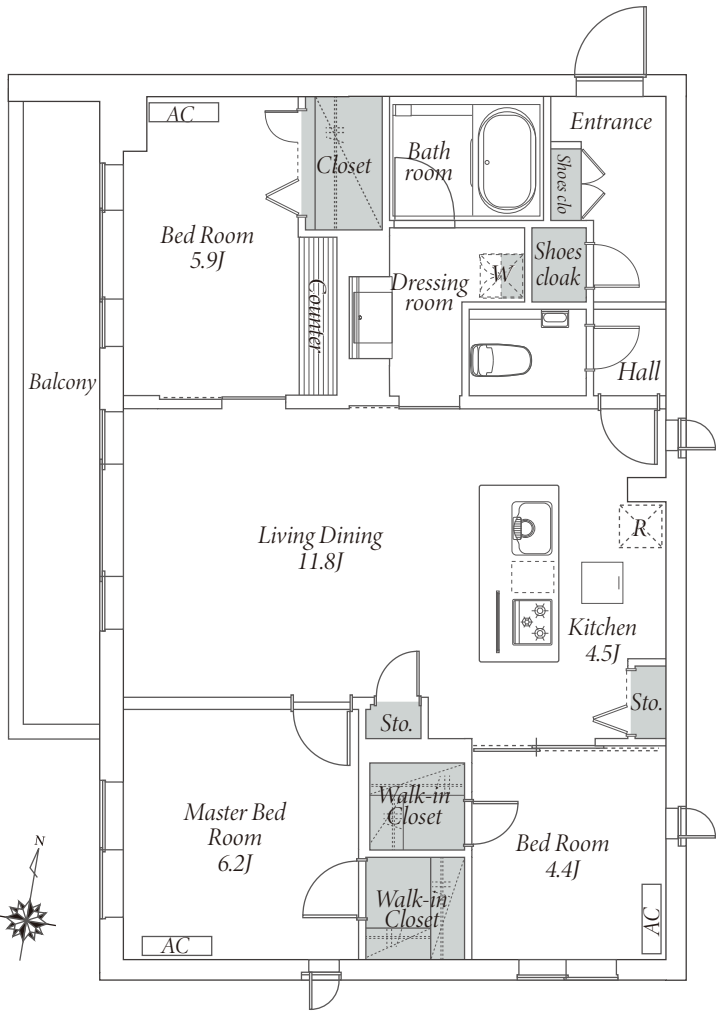 AC
Entrance
Bath
room
Closet
Shoes clo
Bed Room
5.9J
Shoes
cloak
W
Dressing
room
Counter
Hall
Balcony
Living Dining
11.8J
R
Kitchen
4.5J
Sto.
Sto.
Walk-in
Closet
Master Bed
Room
6.2J
Bed Room
4.4J
Walk-in
Closet
N
AC
AC